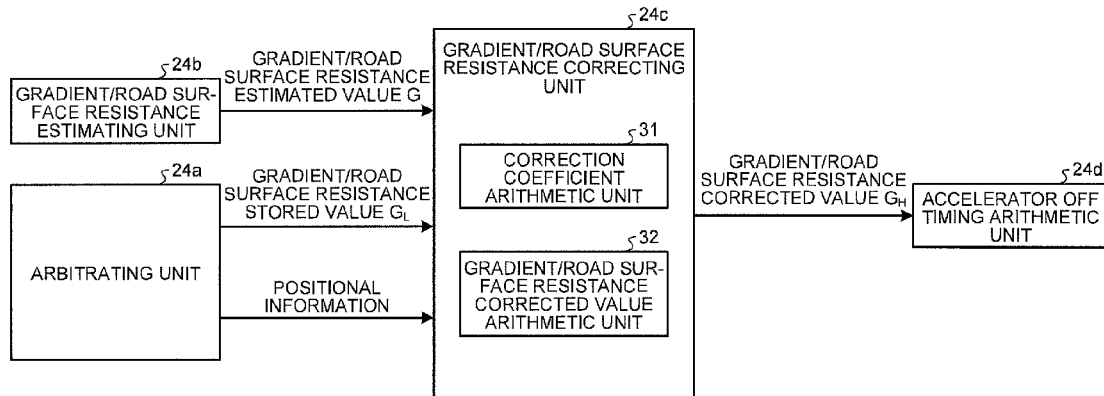 24b
GRADIENT/ROAD SUR-
FACE RESISTANCE
ESTIMATING UNIT
GRADIENT/ROAD
SURFACE RESISTANCE
ESTIMATED VALUE G
24a
ARBITRATING UNIT
GRADIENT/ROAD
SURFACE RESISTANCE
STORED VALUE GL
POSITIONAL
INFORMATION
24c
GRADIENT/ROAD SURFACE
RESISTANCE CORRECTING
UNIT
31
CORRECTION
COEFFICIENT
ARITHMETIC UNIT
32
GRADIENT/ROAD SUR-
FACE RESISTANCE
CORRECTED VALUE
ARITHMETIC UNIT
GRADIENT/ROAD
SURFACE RESISTANCE
CORRECTED VALUE GH
24d
ACCELERATOR OFF
TIMING ARITHMETIC
UNIT